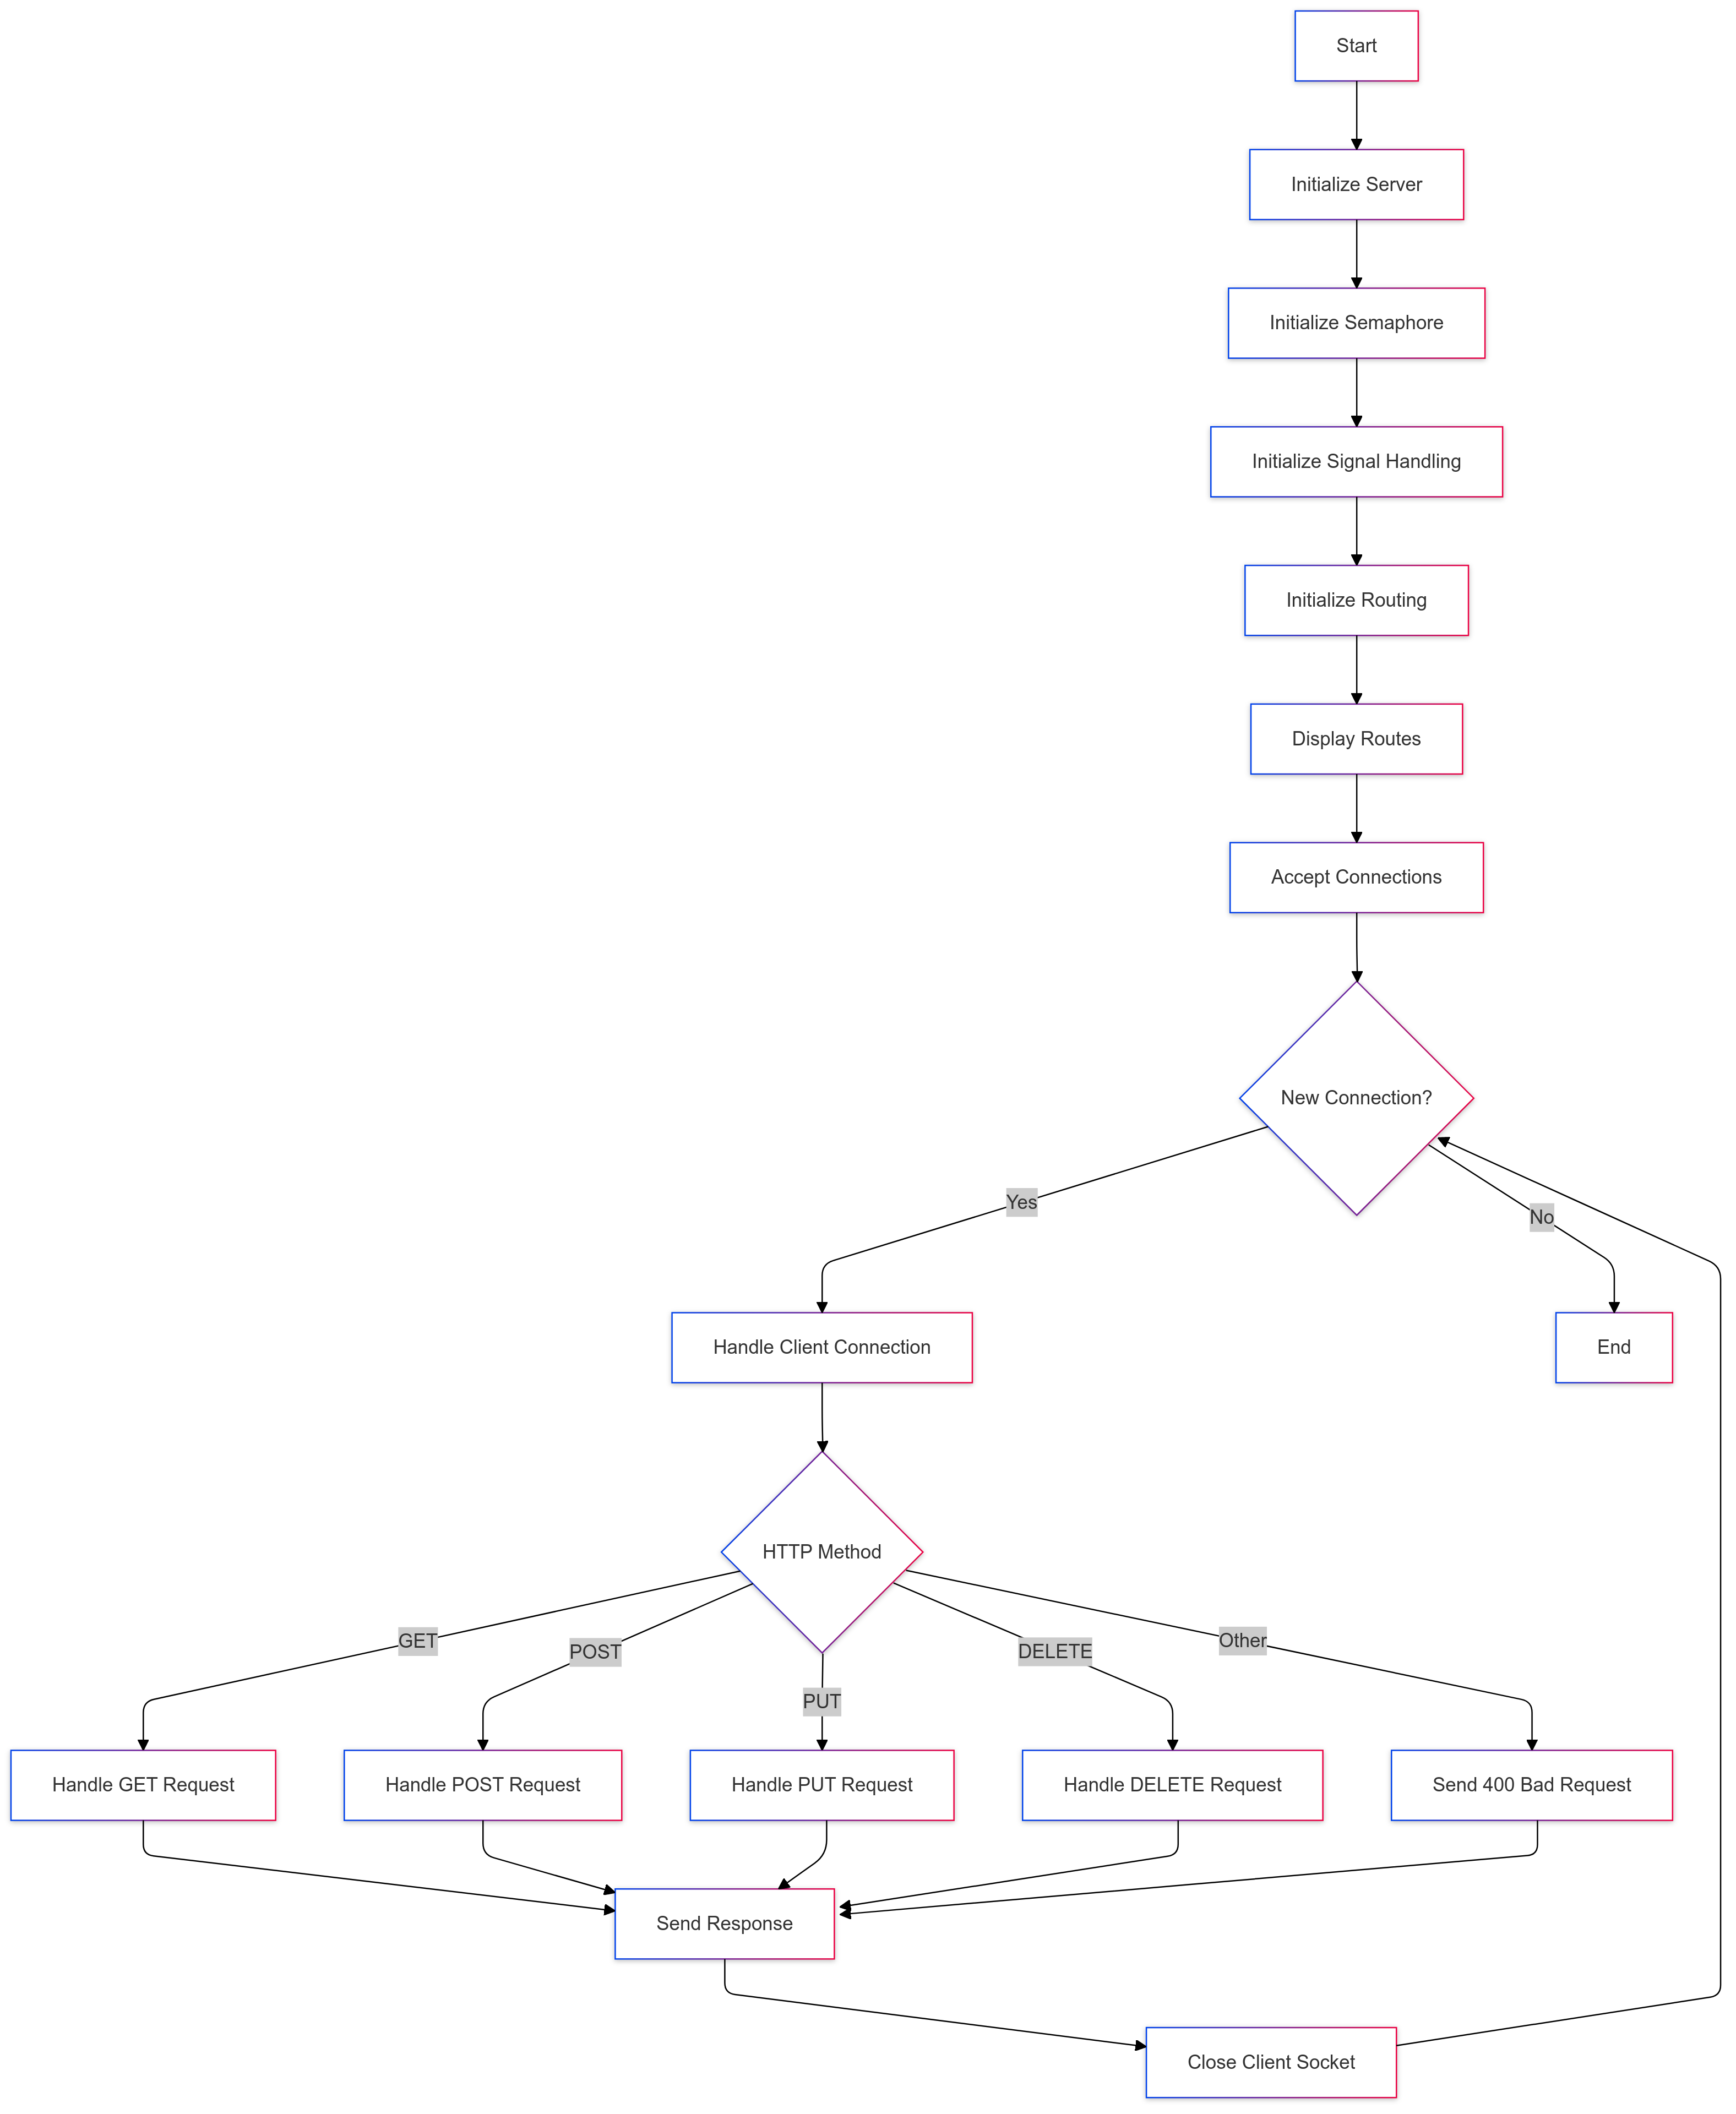 Start
Initialize Server
Initialize Semaphore
Initialize Signal Handling
Initialize Routing
Display Routes
Accept Connections
New Connection?
Yes
No
Handle Client Connection
End
HTTP Method
GET
POST
PUT
DELETE
Other
Handle GET Request
Handle POST Request
Handle PUT Request
Handle DELETE Request
Send 400 Bad Request
Send Response
Close Client Socket